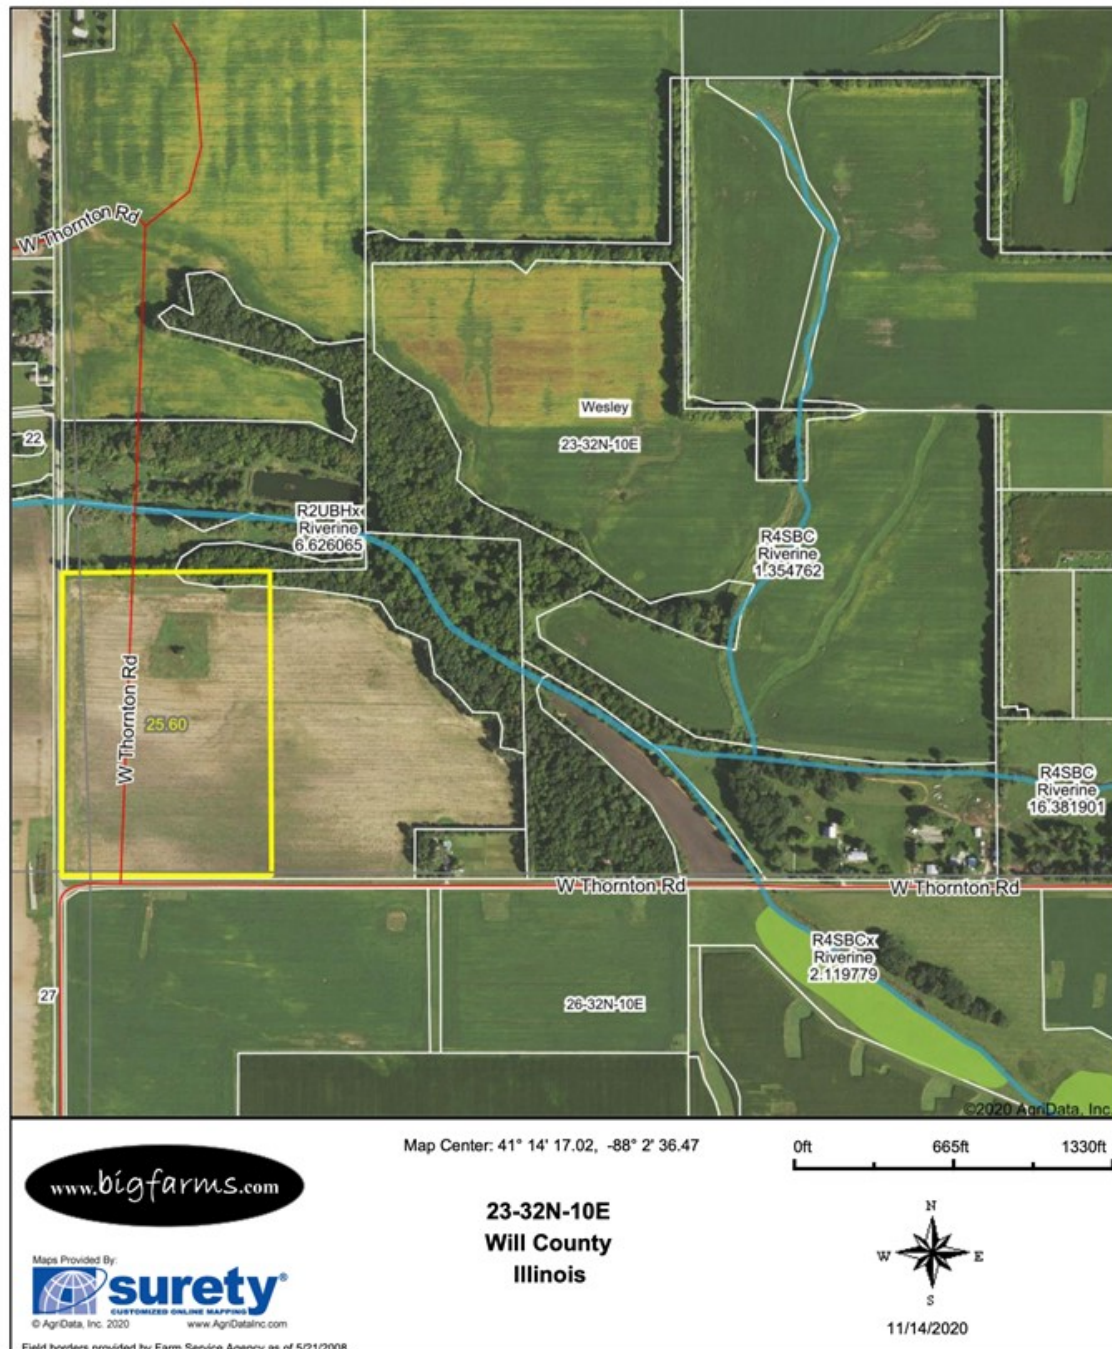 W Thornton Rd
Wesley
23-32N-10E
22
R2UBHx
Riverine
6.626065
R4SBC
Riverine
1.354762
W Thornton Rd
25.60
R4SBC
Riverine
16.381901
W Thornton Rd
W Thornton Rd
R4SBCx
Riverine
2.119779
27
26-32N-10E
©2020 AgriData, Inc.
www.bigfarms.com
Map Center: 41° 14' 17.02, -88° 2' 36.47
0ft 665ft 1330ft
23-32N-10E
Will County
Illinois
N
W E
S
Maps Provided By:
surety®
CUSTOMIZED ONLINE MAPPING
© AgriData, Inc. 2020 www.AgriDataInc.com
11/14/2020
Field borders provided by Farm Service Agency as of 5/21/2008.